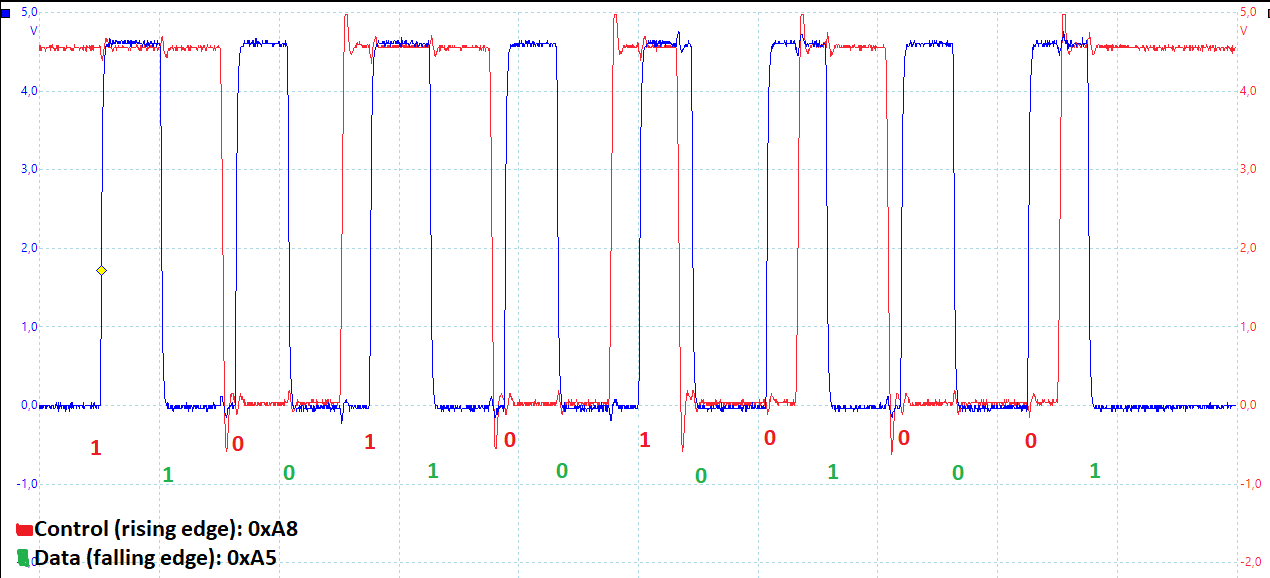 5,0 5,0
V V
4,0 4,0
3,0 3,0
2,0 2,0
1,0 1,0
0,0 0,0
1 0 1 0 1 0 0 0
1 0 1 0 0 1 0 1
-1,0 -1,0
Control (rising edge): 0xA8
Data (falling edge): 0xA5
-2,0